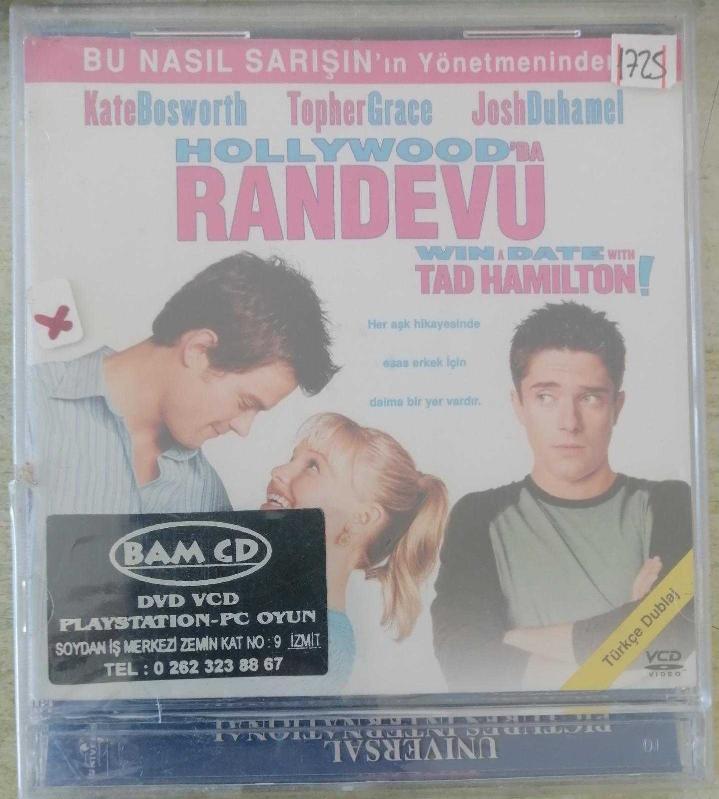 BU NASIL SARIŞIN'ın Yönetmeninden
1725
KateBosworth TopherGrace JoshDuhamel
HOLLYWOOD'DA
RANDEVU
WIN A DATE WITH
TAD HAMILTON!
Her aşk hikayesinde
esas erkek için
daima bir yer vardır.
BAM CD
DVD VCD
PLAYSTATION-PC OYUN
SOYDAN İŞ MERKEZİ ZEMİN KAT NO : 9 İZMİT
TEL : 0 262 323 88 67
Türkçe Dublaj
VCD
VIDEO
PICTURES INTERNATIONAL
UNIVERSAL